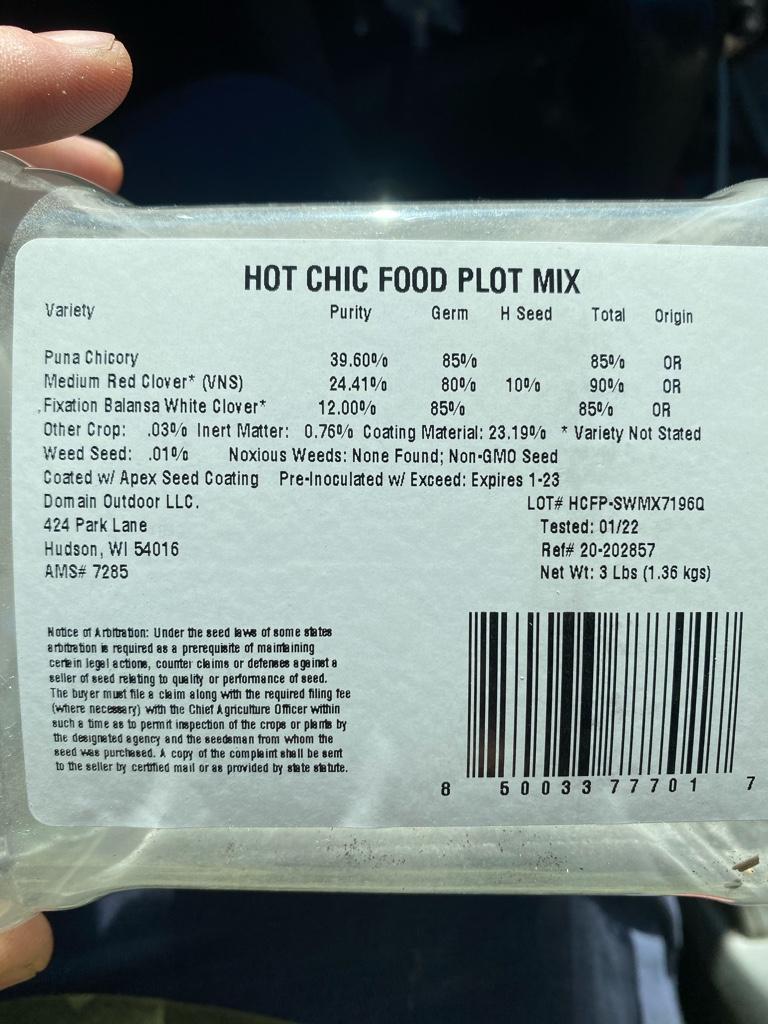 HOT CHIC FOOD PLOT MIX
Variety Purity Germ H Seed Total Origin
Puna Chicory 39.60% 85% 85% OR
Medium Red Clover* (VNS) 24.41% 80% 10% 90% OR
Fixation Balansa White Clover* 12.00% 85% 85% OR
Other Crop: .03% Inert Matter: 0.76% Coating Material: 23.19% * Variety Not Stated
Weed Seed: .01% Noxious Weeds: None Found; Non-GMO Seed
Coated w/ Apex Seed Coating Pre-Inoculated w/ Exceed: Expires 1-23
Domain Outdoor LLC.
424 Park Lane
Hudson, WI 54016
AMS# 7285
LOT# HCFP-SWMX7196Q
Tested: 01/22
Ref# 20-202857
Net Wt: 3 Lbs (1.36 kgs)
Notice of Arbitration: Under the seed laws of some states
arbitration is required as a prerequisite of maintaining
certein legal actions, counter claims or defenses against a
seller of seed relating to quality or performance of seed.
The buyer must file a claim along with the required filing fee
(where necessary) with the Chief Agriculture Officer within
such a time as to permit inspection of the crops or plants by
the designated agency and the seedsman from whom the
seed was purchased. A copy of the complaint shall be sent
to the seller by certified mail or as provided by state statute.
8 50033 77701 7